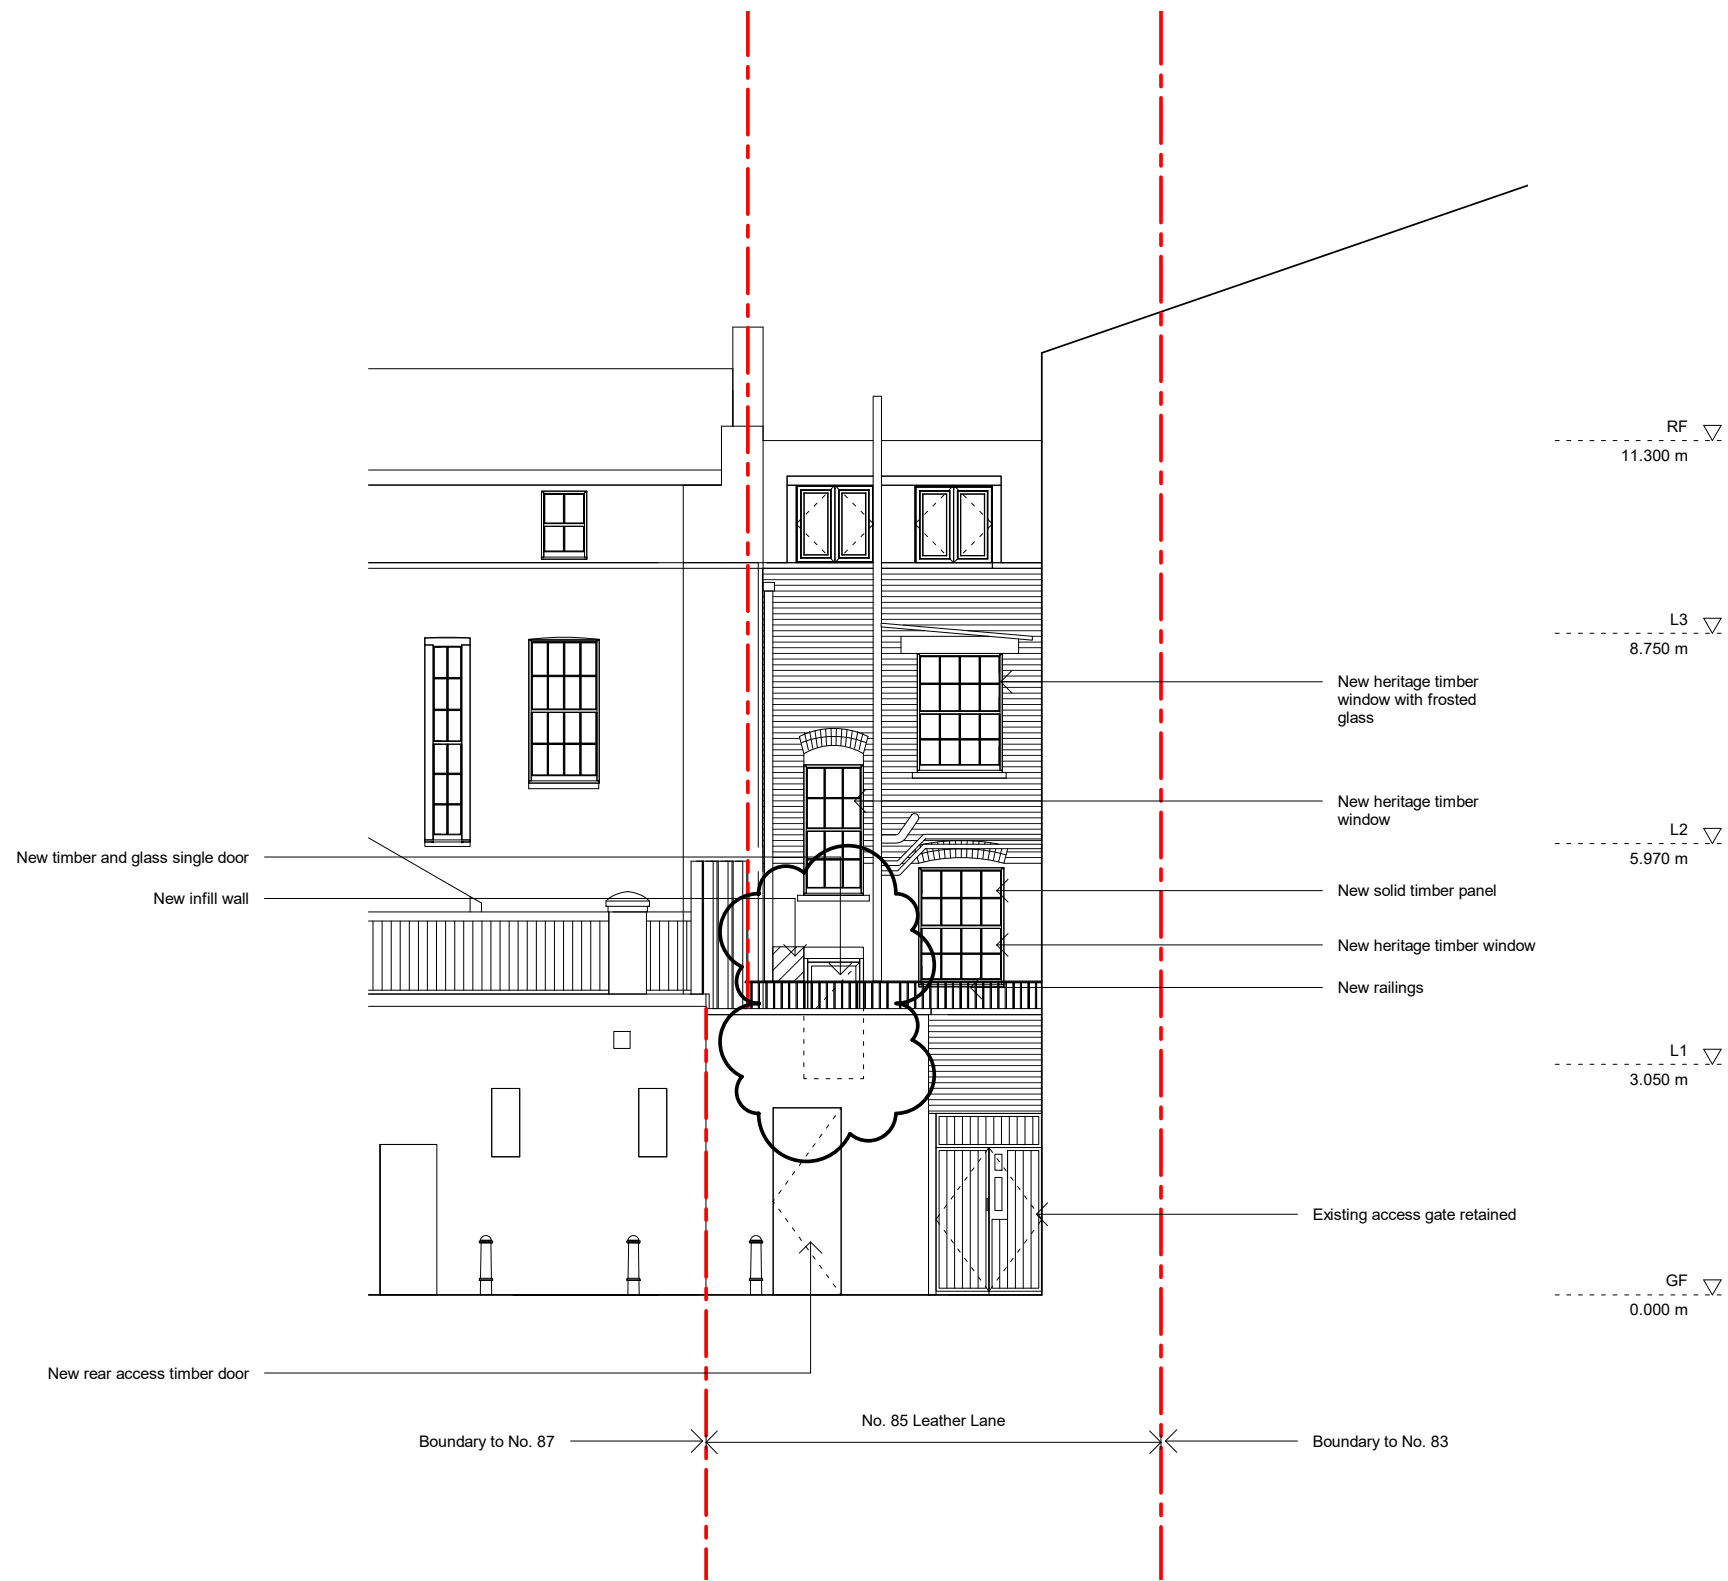 RF
11.300 m
L3
8.750 m
New heritage timber
window with frosted
glass
New heritage timber
window
L2
5.970 m
New timber and glass single door
New solid timber panel
New infill wall
New heritage timber window
New railings
L1
3.050 m
Existing access gate retained
GF
0.000 m
New rear access timber door
No. 85 Leather Lane
Boundary to No. 87
Boundary to No. 83